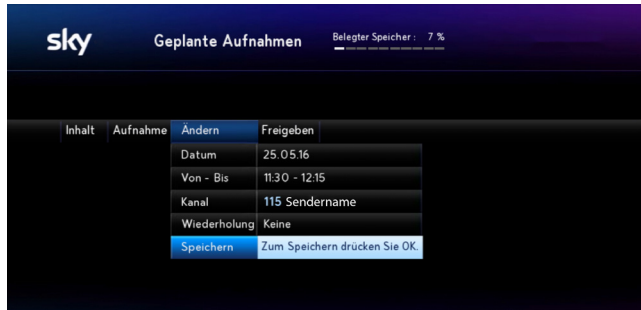 sky Geplante Aufnahmen Belegter Speicher : 7 %
Inhalt Aufnahme Ändern Freigeben
Datum 25.05.16
Von - Bis 11:30 - 12:15
Kanal 115 Sendername
Wiederholung Keine
Speichern Zum Speichern drücken Sie OK.